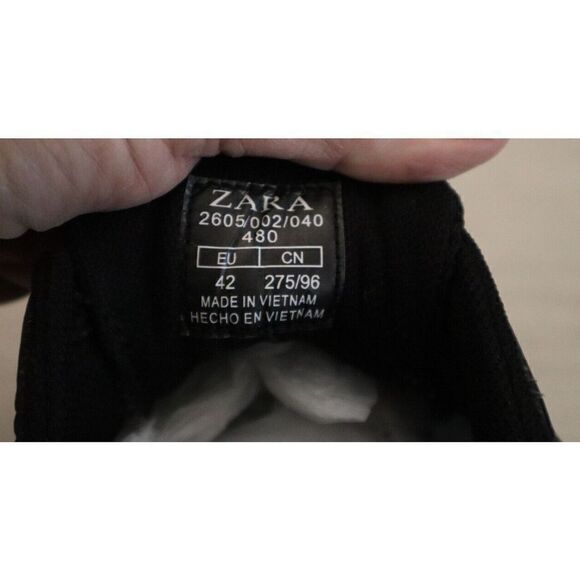 ZARA
2605/002/040
480
EU CN
42 275/96
MADE IN VIETNAM
HECHO EN VIETNAM